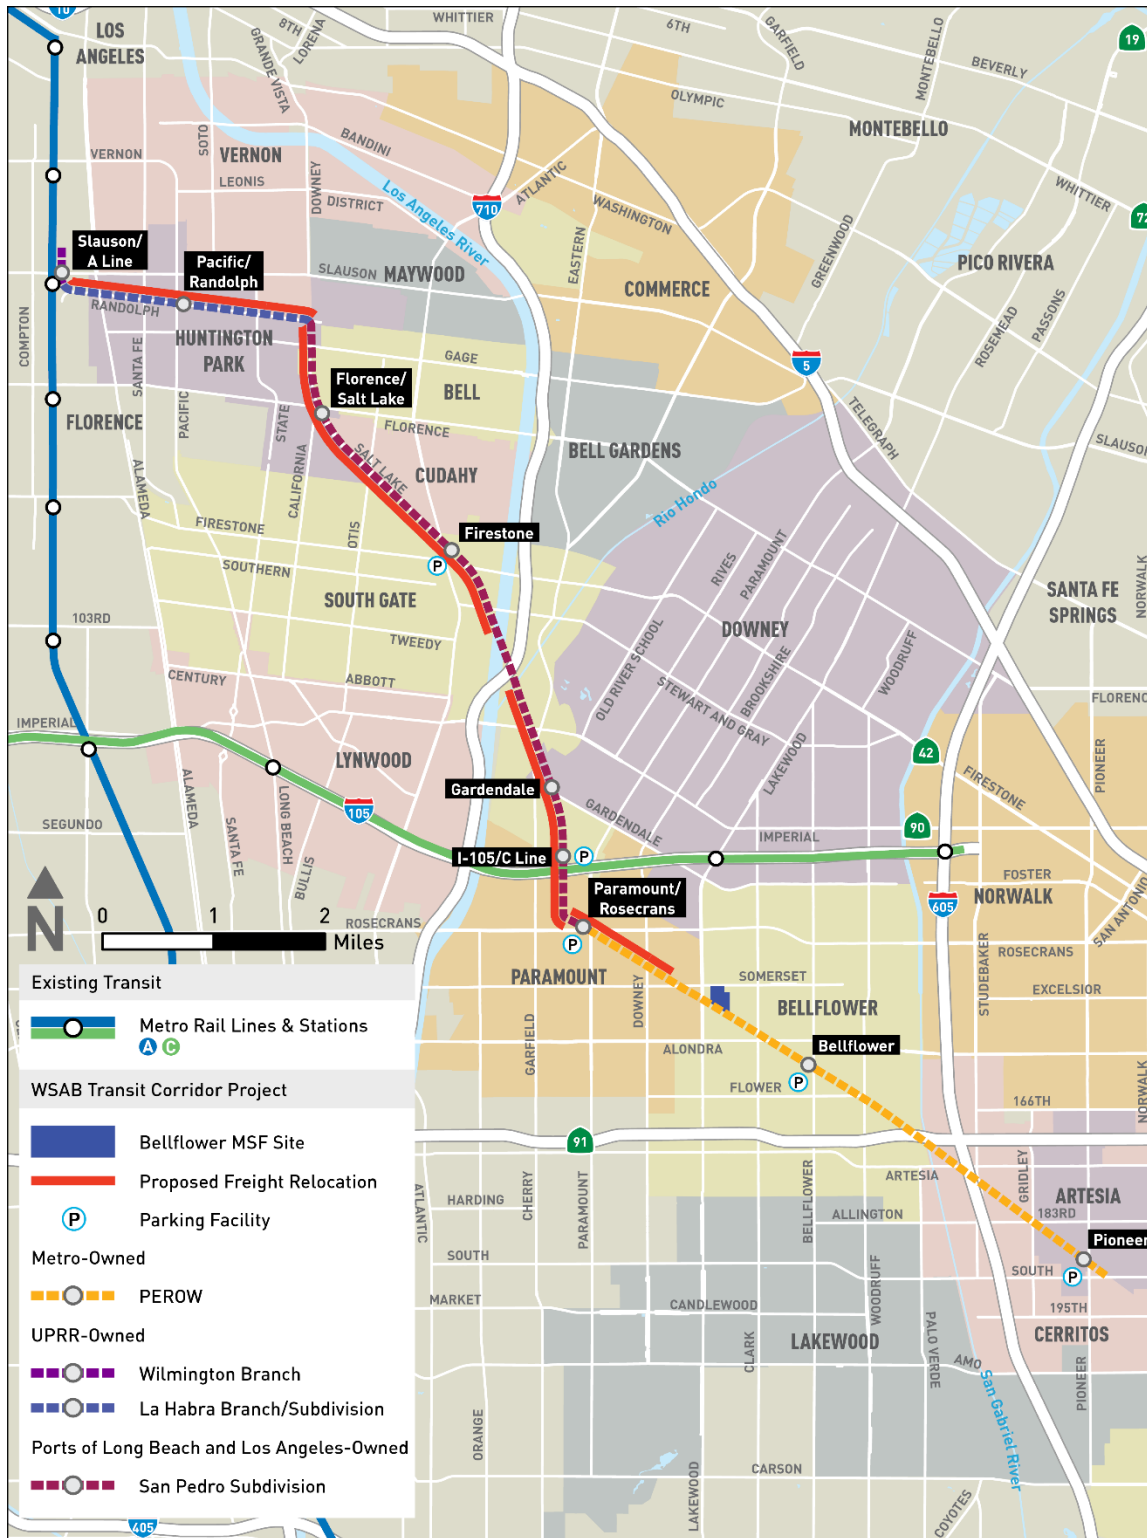 10
LOS
ANGELES
8TH
LORENA
GRANDE VISTA
WHITTIER
6TH
GARFIELD
MONTEBELLO
BEVERLY
19
OLYMPIC
MONTEBELLO
VERNON
SOTO
VERNON
LEONIS
DOWNEY
BANDINI
DISTRICT
Los Angeles River
710
ATLANTIC
WASHINGTON
EASTERN
GREENWOOD
WHITTIER
72
Slauson/
A Line
Pacific/
Randolph
SLAUSON
MAYWOOD
COMMERCE
PICO RIVERA
ROSEMEAD
PASSONS
COMPTON
RANDOLPH
SANTA FE
HUNTINGTON
PARK
GAGE
BELL
5
TELEGRAPH
SLAUSON
Florence/
Salt Lake
FLORENCE
PACIFIC
STATE
CALIFORNIA
FLORENCE
SALT LAKE
CUDAHY
BELL GARDENS
Rio Hondo
ALAMEDA
FIRESTONE
OTIS
Firestone
P
SOUTHERN
SOUTH GATE
TWEEDY
RIVES
PARAMOUNT
DOWNEY
SANTA FE
SPRINGS
NORWALK
103RD
CENTURY
ABBOTT
OLD RIVER SCHOOL
STEWART AND GRAY
BROOKSHIRE
WOODRUFF
FLORENC
IMPERIAL
LYNWOOD
LAKEWOOD
42
FIRESTONE
PIONEER
Gardendale
GARDENDALE
105
ALAMEDA
SANTA FE
LONG BEACH
BULLIS
SEGUNDO
IMPERIAL
90
I-105/C Line
P
FOSTER
605
NORWALK
SAN ANTONIO
Paramount/
Rosecrans
P
ROSECRANS
N
0 1 2
Miles
PARAMOUNT
GARFIELD
DOWNEY
SOMERSET
BELLFLOWER
STUDEBAKER
ROSECRANS
EXCELSIOR
ALONDRA
Bellflower
P
FLOWER
166TH
NORWALK
91
ARTESIA
GRIDLEY
ARTESIA
183RD
Pioneer
P
ATLANTIC
HARDING
CHERRY
PARAMOUNT
BELLFLOWER
ALLINGTON
SOUTH
SOUTH
MARKET
CANDLEWOOD
WOODRUFF
195TH
CERRITOS
CLARK
LAKEWOOD
PALO VERDE
AMO
PIONEER
San Gabriel River
ORANGE
LAKEWOOD
CARSON
COYOTES
405
Existing Transit
Metro Rail Lines & Stations
A C
WSAB Transit Corridor Project
Bellflower MSF Site
Proposed Freight Relocation
P Parking Facility
Metro-Owned
PEROW
UPRR-Owned
Wilmington Branch
La Habra Branch/Subdivision
Ports of Long Beach and Los Angeles-Owned
San Pedro Subdivision